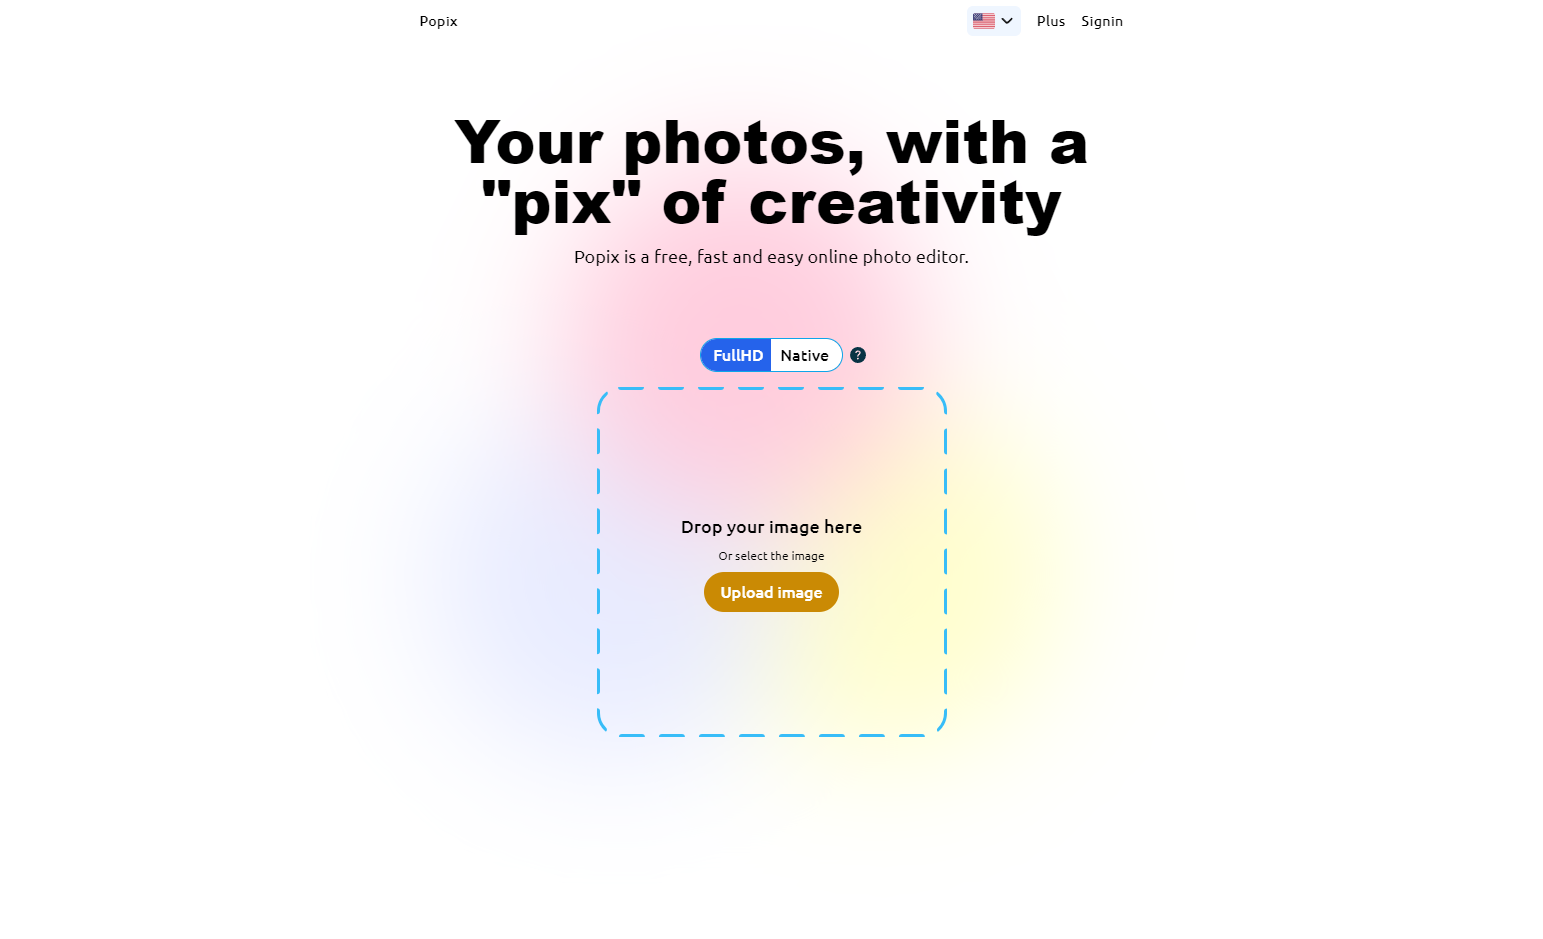 Popix
Plus
Signin
Your photos, with a
"pix" of creativity
Popix is a free, fast and easy online photo editor.
FullHD
Native
?
Drop your image here
Or select the image
Upload image